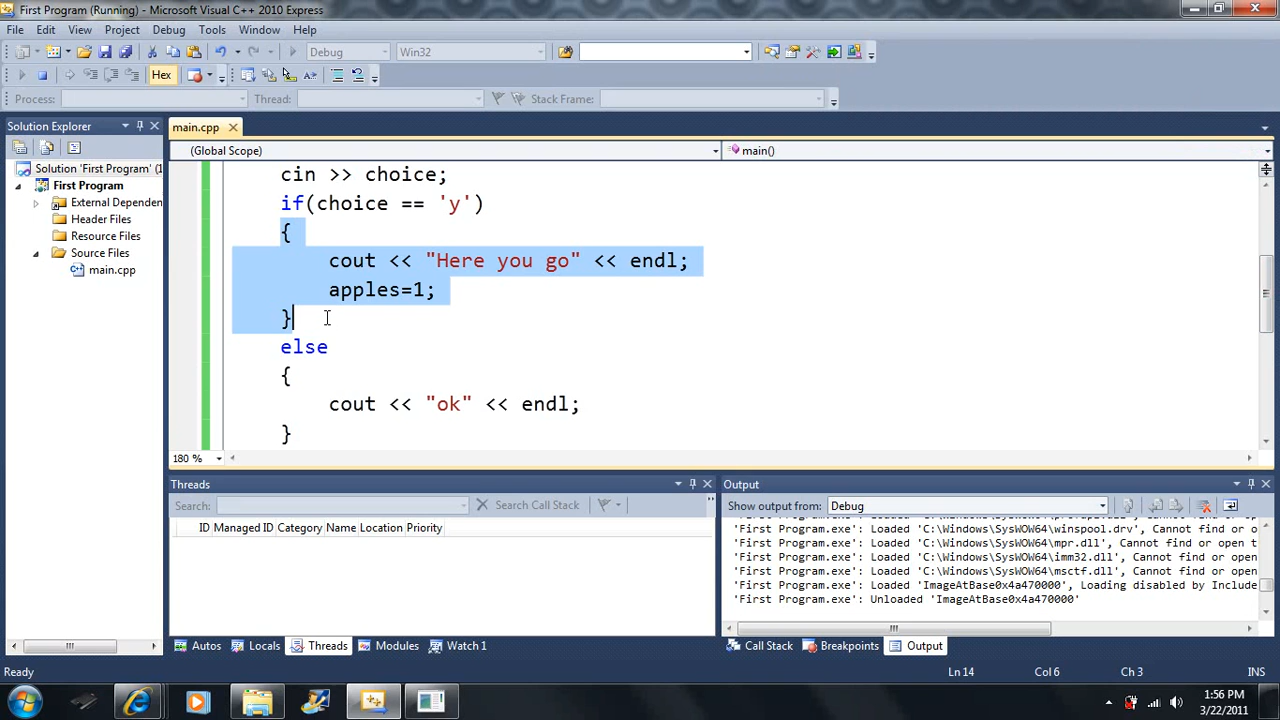 First Program (Running) - Microsoft Visual C++ 2010 Express
File Edit View Project Debug Tools Window Help
Debug Win32
Hex
Process: Thread: Stack Frame:
Solution Explorer
main.cpp
(Global Scope) main()
Solution 'First Program' (1
First Program
External Dependen
Header Files
Resource Files
Source Files
main.cpp
cin >> choice;
if(choice == 'y')
{
cout << "Here you go" << endl;
apples=1;
}
else
{
cout << "ok" << endl;
}
180 %
Threads
Search: Search Call Stack
ID Managed ID Category Name Location Priority
Autos Locals Threads Modules Watch 1
Output
Show output from: Debug
'First Program.exe': Loaded 'C:\Windows\SysWOW64\winspool.drv', Cannot find or o
'First Program.exe': Loaded 'C:\Windows\SysWOW64\mpr.dll', Cannot find or open t
'First Program.exe': Loaded 'C:\Windows\SysWOW64\imm32.dll', Cannot find or open
'First Program.exe': Loaded 'C:\Windows\SysWOW64\msctf.dll', Cannot find or open
'First Program.exe': Loaded 'ImageAtBase0x4a470000', Loading disabled by Include
'First Program.exe': Unloaded 'ImageAtBase0x4a470000'
Call Stack Breakpoints Output
Ready Ln 14 Col 6 Ch 3 INS
1:56 PM
3/22/2011